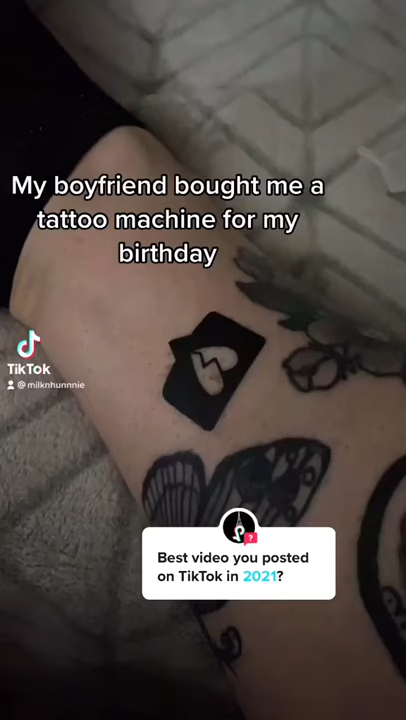 My boyfriend bought me a
tattoo machine for my
birthday
TikTok
@milknhunnnie
Best video you posted
on TikTok in 2021?